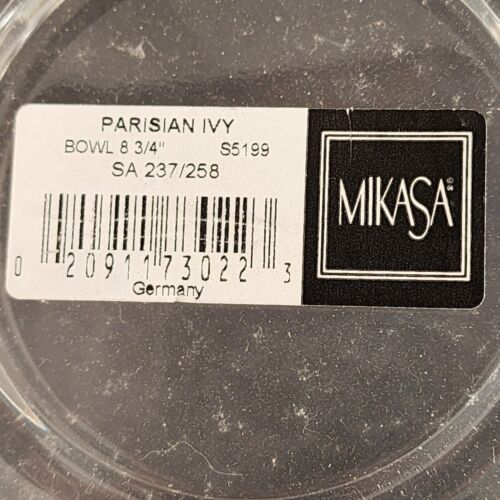 PARISIAN IVY
BOWL 8 3/4" S5199
SA 237/258
0 20911 73022 3
Germany
MIKASA®